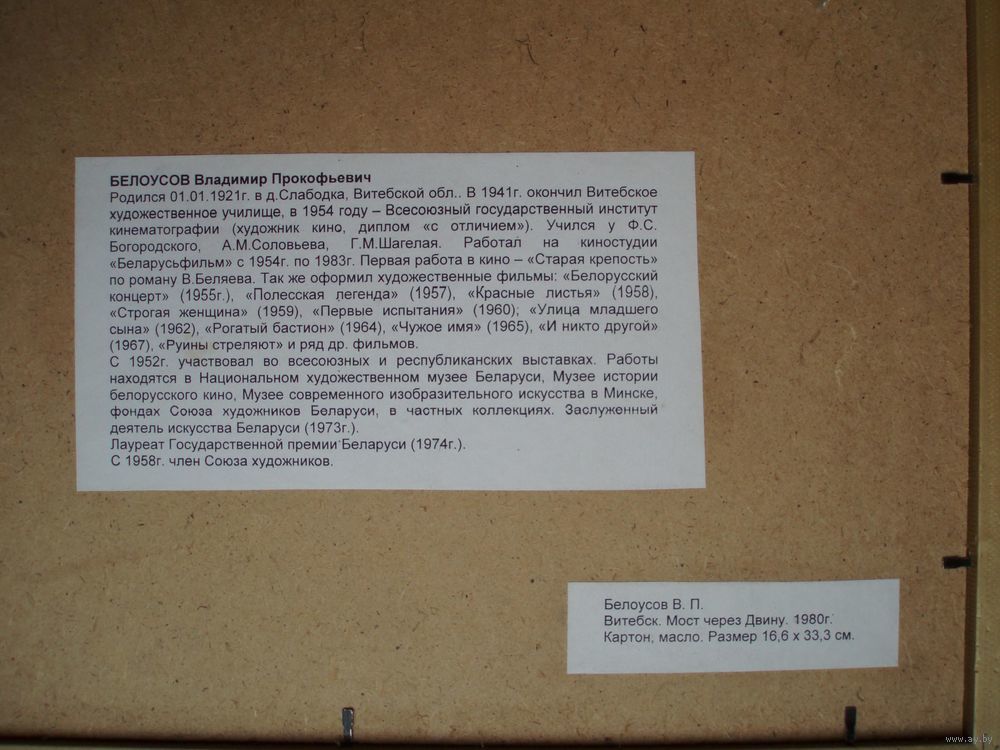 БЕЛОУСОВ Владимир Прокофьевич
Родился 01.01.1921г. в д.Слабодка, Витебской обл.. В 1941г. окончил Витебское
художественное училище, в 1954 году – Всесоюзный государственный институт
кинематографии (художник кино, диплом «с отличием»). Учился у Ф.С.
Богородского, А.М.Соловьева, Г.М.Шагелая. Работал на киностудии
«Беларусьфильм» с 1954г. по 1983г. Первая работа в кино – «Старая крепость»
по роману В.Беляева. Так же оформил художественные фильмы: «Белорусский
концерт» (1955г.), «Полесская легенда» (1957), «Красные листья» (1958),
«Строгая женщина» (1959), «Первые испытания» (1960); «Улица младшего
сына» (1962), «Рогатый бастион» (1964), «Чужое имя» (1965), «И никто другой»
(1967), «Руины стреляют» и ряд др. фильмов.
С 1952г. участвовал во всесоюзных и республиканских выставках. Работы
находятся в Национальном художественном музее Беларуси, Музее истории
белорусского кино, Музее современного изобразительного искусства в Минске,
фондах Союза художников Беларуси, в частных коллекциях. Заслуженный
деятель искусства Беларуси (1973г.).
Лауреат Государственной премии Беларуси (1974г.).
С 1958г. член Союза художников.
Белоусов В. П.
Витебск. Мост через Двину. 1980г.
Картон, масло. Размер 16,6 х 33,3 см.
www.ay.by